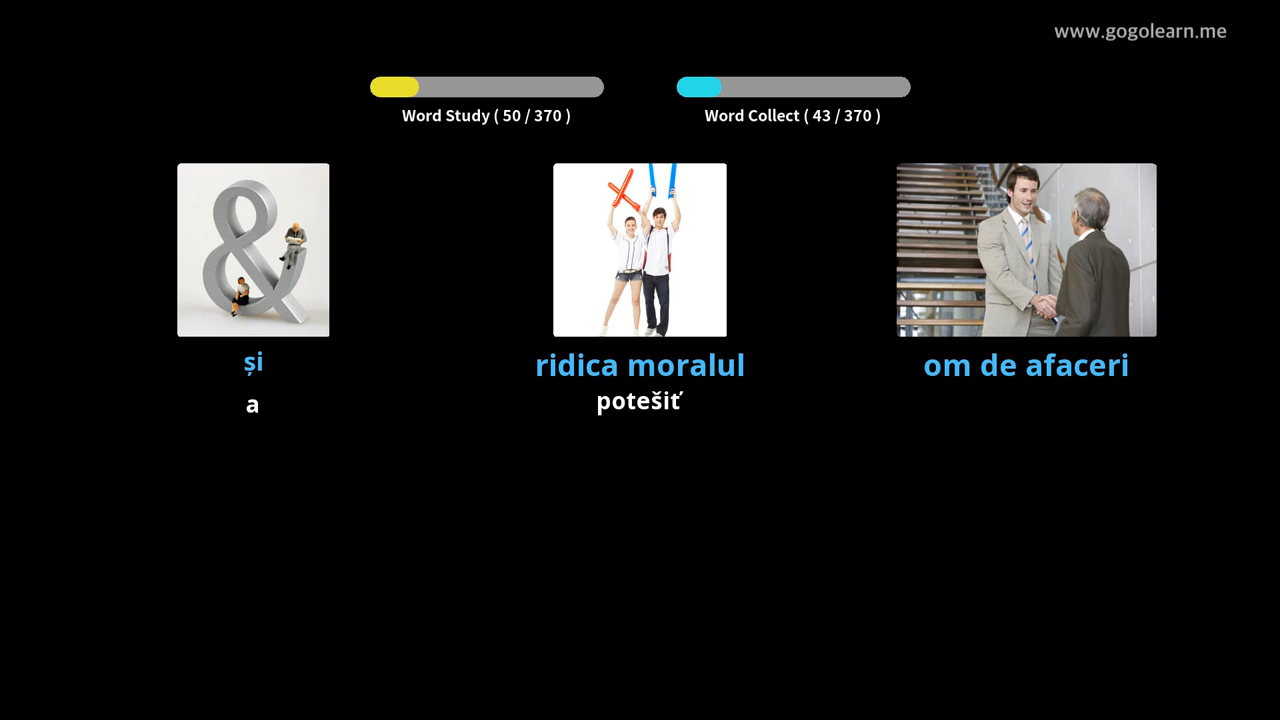 www.gogolearn.me
Word Study ( 50 / 370 )
Word Collect ( 43 / 370 )
&
și
a
ridica moralul
potešiť
om de afaceri